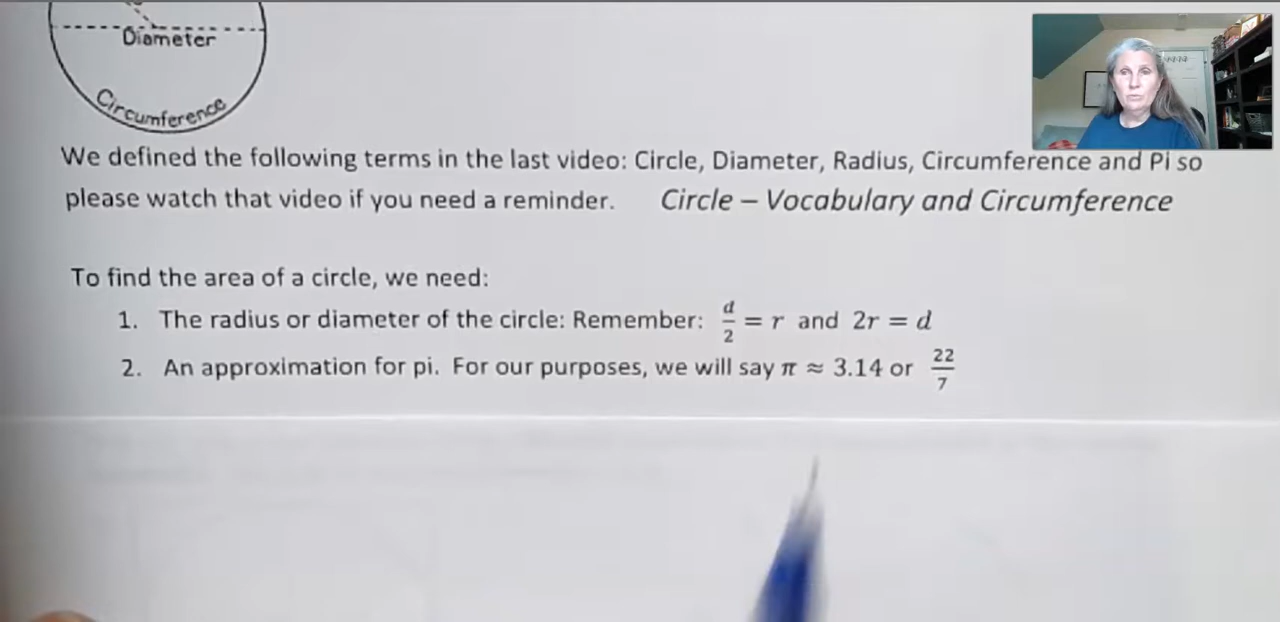 Diameter
Circumference
We defined the following terms in the last video: Circle, Diameter, Radius, Circumference and Pi so
please watch that video if you need a reminder. Circle – Vocabulary and Circumference
To find the area of a circle, we need:
1. The radius or diameter of the circle: Remember: d/2 = r and 2r = d
2. An approximation for pi. For our purposes, we will say π ≈ 3.14 or 22/7